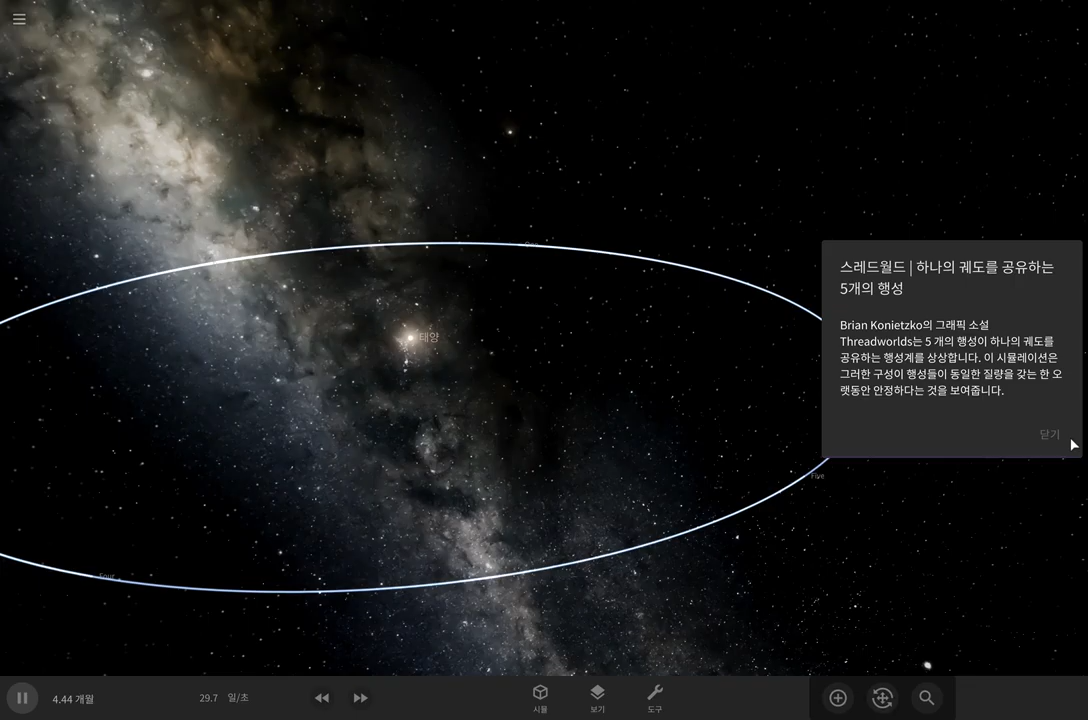 태양
스레드월드 | 하나의 궤도를 공유하는
5개의 행성
Brian Konietzko의 그래픽 소설
Threadworlds는 5 개의 행성이 하나의 궤도를
공유하는 행성계를 상상합니다. 이 시뮬레이션은
그러한 구성이 행성들이 동일한 질량을 갖는 한 오
랫동안 안정하다는 것을 보여줍니다.
닫기
Five
Four
4.44 개월
29.7 일/초
시뮬
보기
도구